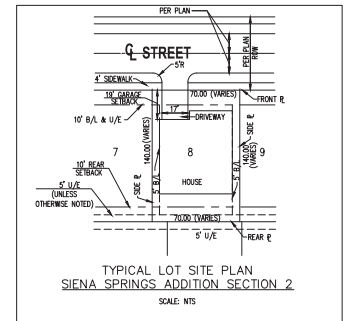 PER PLAN
PER PLAN
ROW
℄ STREET
5'R
4' SIDEWALK
70.00 (VARIES)
FRONT ⅊
19' GARAGE
SETBACK
17'
DRIVEWAY
10' B/L & U/E
7
140.00 (VARIES)
SIDE ⅊
5' B/L
8
HOUSE
5' B/L
SIDE ⅊
140.00
(VARIES)
9
10' REAR
SETBACK
5' U/E
(UNLESS
OTHERWISE NOTED)
70.00 (VARIES)
REAR ⅊
5' U/E
TYPICAL LOT SITE PLAN
SIENA SPRINGS ADDITION SECTION 2
SCALE: NTS